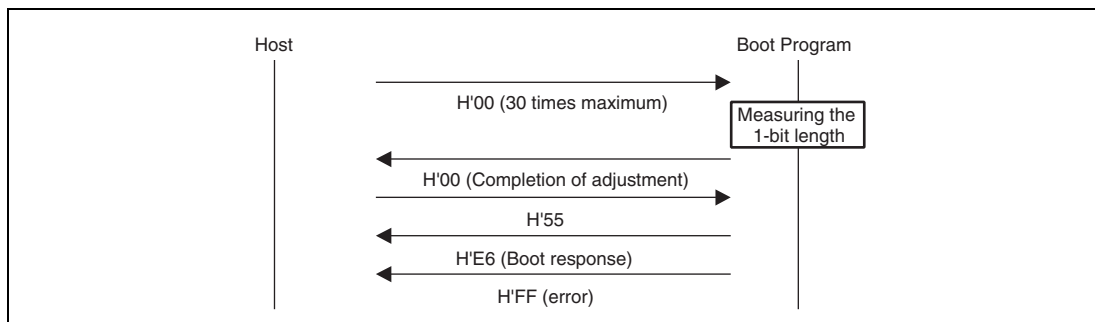 Host
Boot Program
H'00 (30 times maximum)
Measuring the
1-bit length
H'00 (Completion of adjustment)
H'55
H'E6 (Boot response)
H'FF (error)